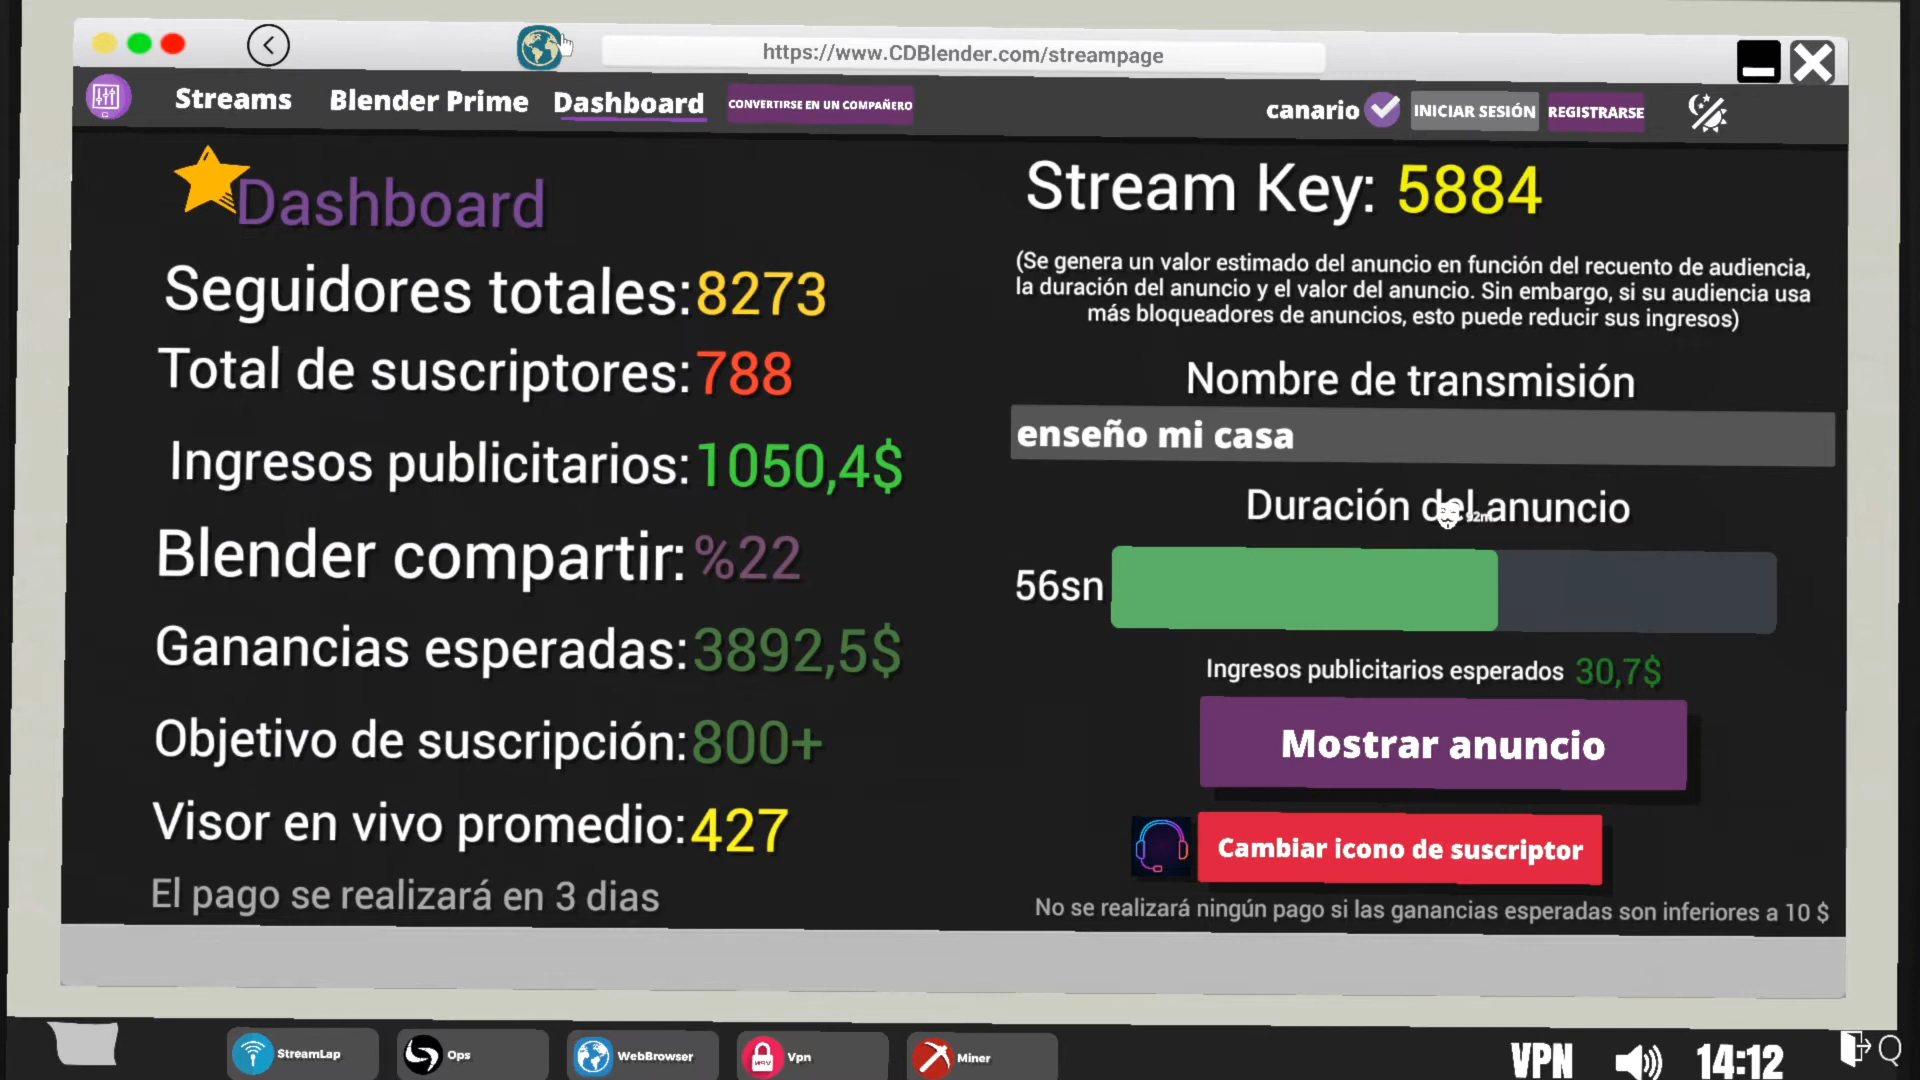 https://www.CDBlender.com/streampage
Streams
Blender Prime
Dashboard
CONVERTIRSE EN UN COMPAÑERO
canario
INICIAR SESIÓN
REGISTRARSE
Dashboard
Seguidores totales:8273
Total de suscriptores:788
Ingresos publicitarios:1050,4$
Blender compartir:%22
Ganancias esperadas:3892,5$
Objetivo de suscripción:800+
Visor en vivo promedio:427
El pago se realizará en 3 dias
Stream Key: 5884
(Se genera un valor estimado del anuncio en función del recuento de audiencia,
la duración del anuncio y el valor del anuncio. Sin embargo, si su audiencia usa
más bloqueadores de anuncios, esto puede reducir sus ingresos)
Nombre de transmisión
enseño mi casa
Duración del anuncio
56sn
Ingresos publicitarios esperados 30,7$
Mostrar anuncio
Cambiar icono de suscriptor
No se realizará ningún pago si las ganancias esperadas son inferiores a 10 $
StreamLap
Ops
WebBrowser
Vpn
Miner
VPN
14:12
Q